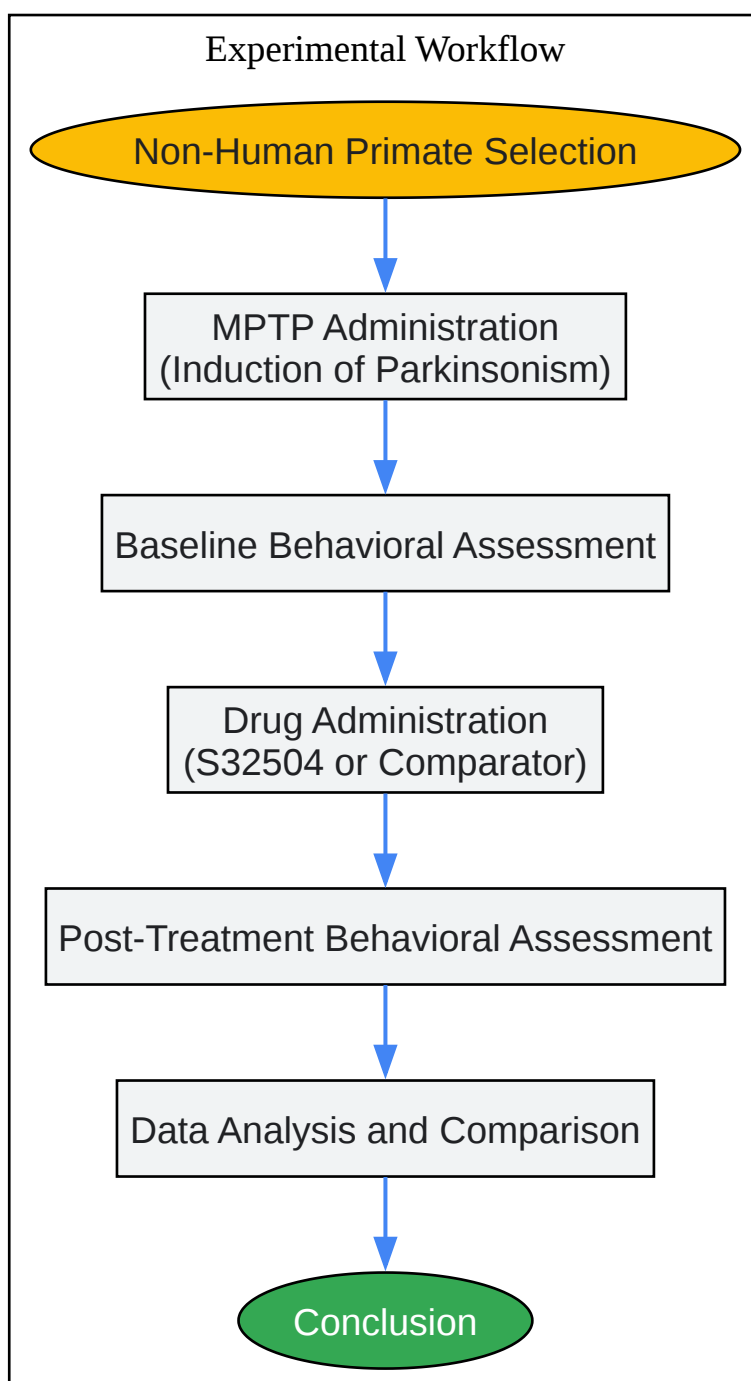 Experimental Workflow
Non-Human Primate Selection
MPTP Administration
(Induction of Parkinsonism)
Baseline Behavioral Assessment
Drug Administration
(S32504 or Comparator)
Post-Treatment Behavioral Assessment
Data Analysis and Comparison
Conclusion